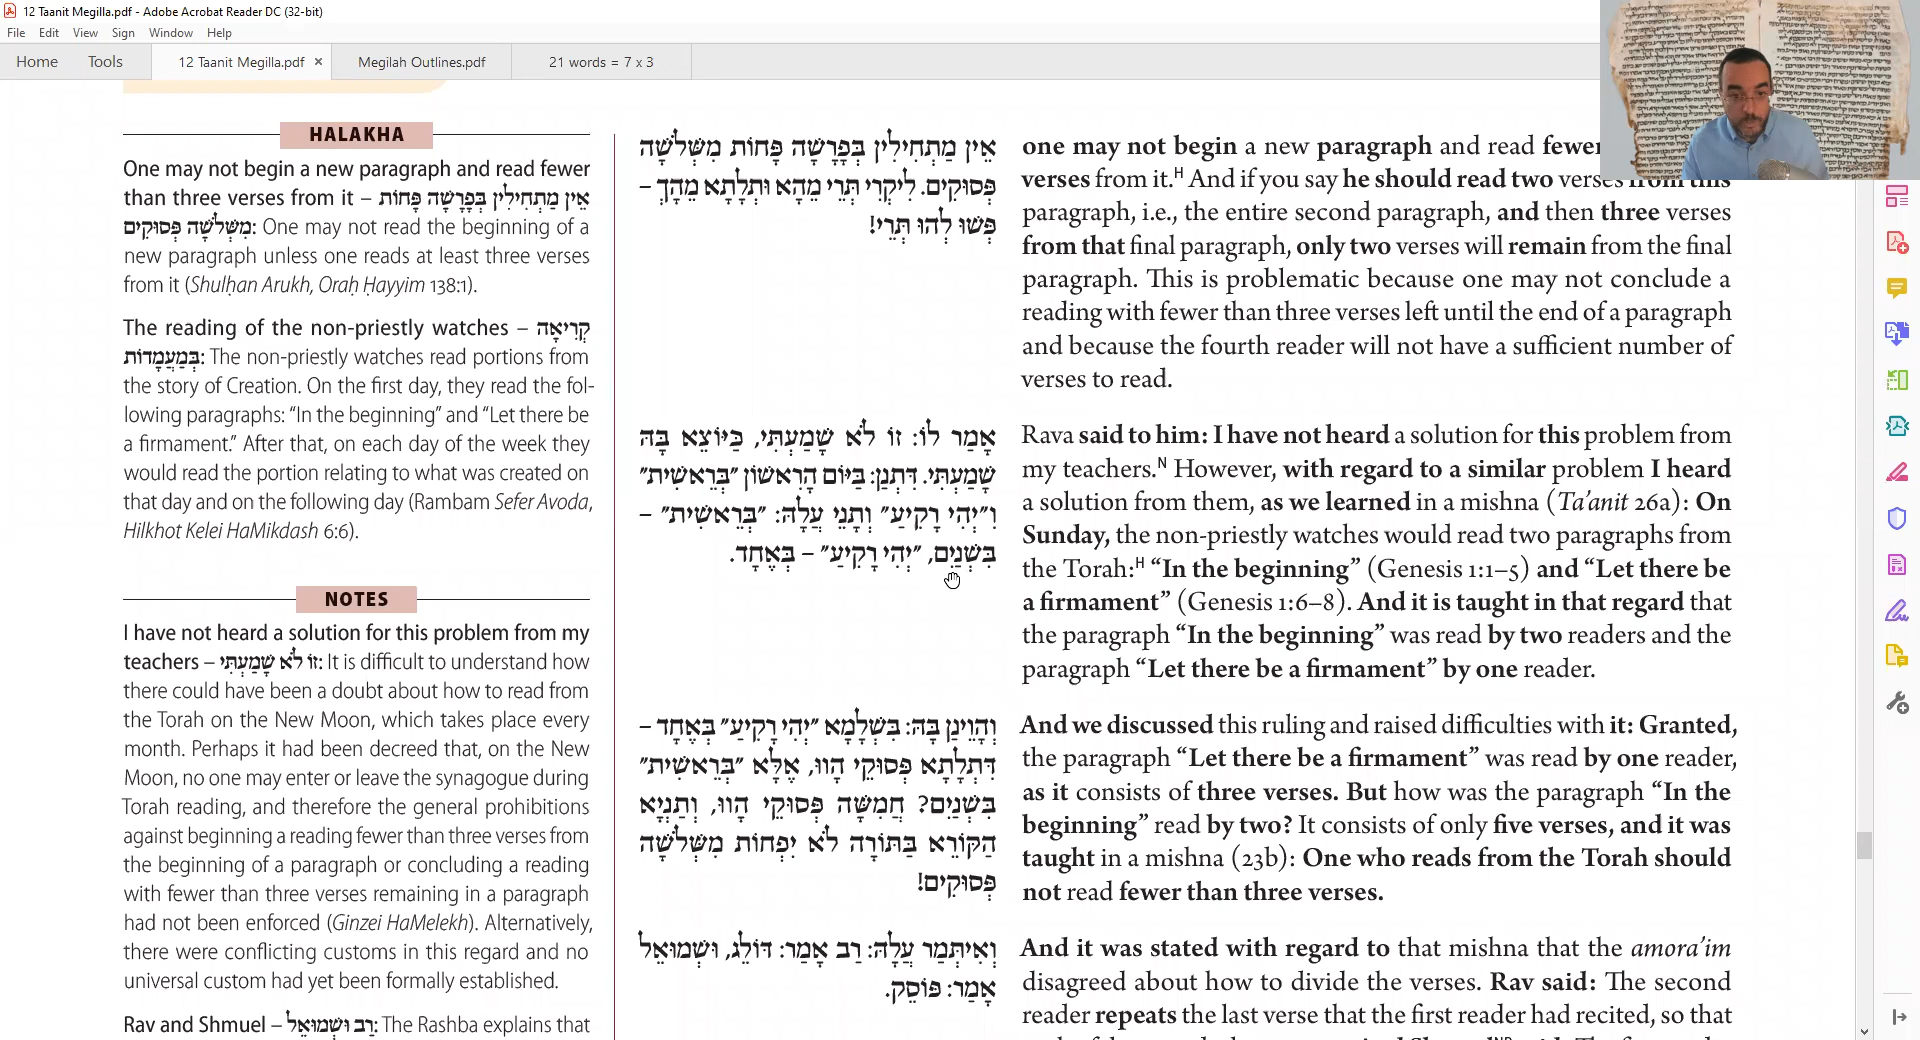 12 Taanit Megilla.pdf - Adobe Acrobat Reader DC (32-bit)
File Edit View Sign Window Help
Home Tools 12 Taanit Megilla.pdf × Megilah Outlines.pdf 21 words = 7 x 3
HALAKHA
One may not begin a new paragraph and read fewer
than three verses from it – אֵין מַתְחִילִין בְּפָרָשָׁה פָּחוֹת
מִשְּׁלֹשָׁה פְּסוּקִים: One may not read the beginning of a
new paragraph unless one reads at least three verses
from it (Shulḥan Arukh, Oraḥ Ḥayyim 138:1).
The reading of the non-priestly watches – קְרִיאָה
בְּמַעֲמָדוֹת: The non-priestly watches read portions from
the story of Creation. On the first day, they read the fol-
lowing paragraphs: “In the beginning” and “Let there be
a firmament.” After that, on each day of the week they
would read the portion relating to what was created on
that day and on the following day (Rambam Sefer Avoda,
Hilkhot Kelei HaMikdash 6:6).
NOTES
I have not heard a solution for this problem from my
teachers – זוֹ לֹא שָׁמַעְתִּי: It is difficult to understand how
there could have been a doubt about how to read from
the Torah on the New Moon, which takes place every
month. Perhaps it had been decreed that, on the New
Moon, no one may enter or leave the synagogue during
Torah reading, and therefore the general prohibitions
against beginning a reading fewer than three verses from
the beginning of a paragraph or concluding a reading
with fewer than three verses remaining in a paragraph
had not been enforced (Ginzei HaMelekh). Alternatively,
there were conflicting customs in this regard and no
universal custom had yet been formally established.
Rav and Shmuel – רַב וּשְׁמוּאֵל: The Rashba explains that
אֵין מַתְחִילִין בְּפָרָשָׁה פָּחוֹת מִשְּׁלֹשָׁה
פְּסוּקִים. לִיקְרֵי תְּרֵי מֵהָא וּתְלָתָא מֵהָךְ –
פָּשׁוּ לְהוּ תְּרֵי!
אָמַר לוֹ: זוֹ לֹא שָׁמַעְתִּי, כַּיּוֹצֵא בָּהּ
שָׁמַעְתִּי. דִּתְנַן: בַּיּוֹם הָרִאשׁוֹן ״בְּרֵאשִׁית״
וִ״יְהִי רָקִיעַ״ וְתָנֵי עֲלָהּ: ״בְּרֵאשִׁית״ –
בִּשְׁנַיִם, ״יְהִי רָקִיעַ״ – בְּאֶחָד.
וְהָוֵינַן בָּהּ: בִּשְׁלָמָא ״יְהִי רָקִיעַ״ בְּאֶחָד –
דִּתְלָתָא פְּסוּקֵי הָווּ, אֶלָּא ״בְּרֵאשִׁית״
בִּשְׁנַיִם? חֲמִשָּׁה פְּסוּקֵי הָווּ, וְתַנְיָא
הַקּוֹרֵא בַּתּוֹרָה לֹא יִפְחוֹת מִשְּׁלֹשָׁה
פְּסוּקִים!
וְאִיתְּמַר עֲלָהּ: רַב אָמַר: דּוֹלֵג, וּשְׁמוּאֵל
אָמַר: פּוֹסֵק.
one may not begin a new paragraph and read fewer
verses from it.H And if you say he should read two verses from this
paragraph, i.e., the entire second paragraph, and then three verses
from that final paragraph, only two verses will remain from the final
paragraph. This is problematic because one may not conclude a
reading with fewer than three verses left until the end of a paragraph
and because the fourth reader will not have a sufficient number of
verses to read.
Rava said to him: I have not heard a solution for this problem from
my teachers.N However, with regard to a similar problem I heard
a solution from them, as we learned in a mishna (Ta’anit 26a): On
Sunday, the non-priestly watches would read two paragraphs from
the Torah:H “In the beginning” (Genesis 1:1–5) and “Let there be
a firmament” (Genesis 1:6–8). And it is taught in that regard that
the paragraph “In the beginning” was read by two readers and the
paragraph “Let there be a firmament” by one reader.
And we discussed this ruling and raised difficulties with it: Granted,
the paragraph “Let there be a firmament” was read by one reader,
as it consists of three verses. But how was the paragraph “In the
beginning” read by two? It consists of only five verses, and it was
taught in a mishna (23b): One who reads from the Torah should
not read fewer than three verses.
And it was stated with regard to that mishna that the amora’im
disagreed about how to divide the verses. Rav said: The second
reader repeats the last verse that the first reader had recited, so that